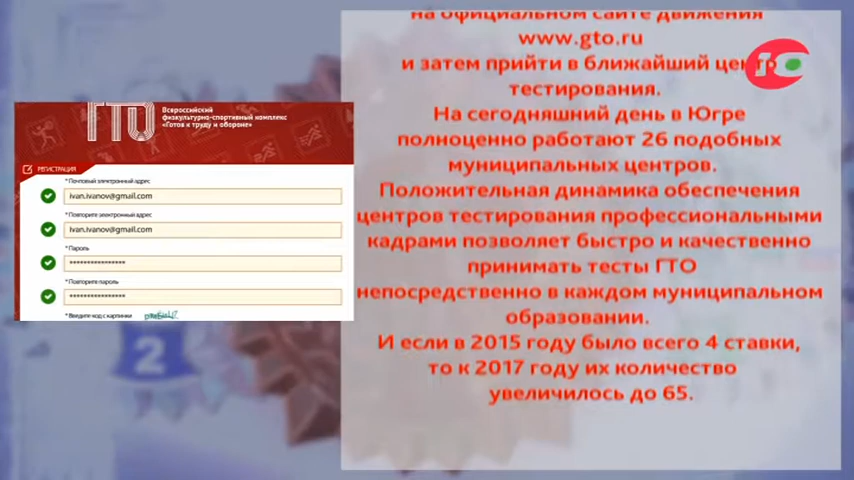 ГТО
Всероссийский
физкультурно-спортивный комплекс
«Готов к труду и обороне»
РЕГИСТРАЦИЯ
* Почтовый электронный адрес
ivan.ivanov@gmail.com
* Повторите электронный адрес
ivan.ivanov@gmail.com
* Пароль
****************
* Повторите пароль
****************
* Введите код с картинки
2
на официальном сайте движения
www.gto.ru
и затем прийти в ближайший центр
тестирования.
На сегодняшний день в Югре
полноценно работают 26 подобных
муниципальных центров.
Положительная динамика обеспечения
центров тестирования профессиональными
кадрами позволяет быстро и качественно
принимать тесты ГТО
непосредственно в каждом муниципальном
образовании.
И если в 2015 году было всего 4 ставки,
то к 2017 году их количество
увеличилось до 65.
Ю